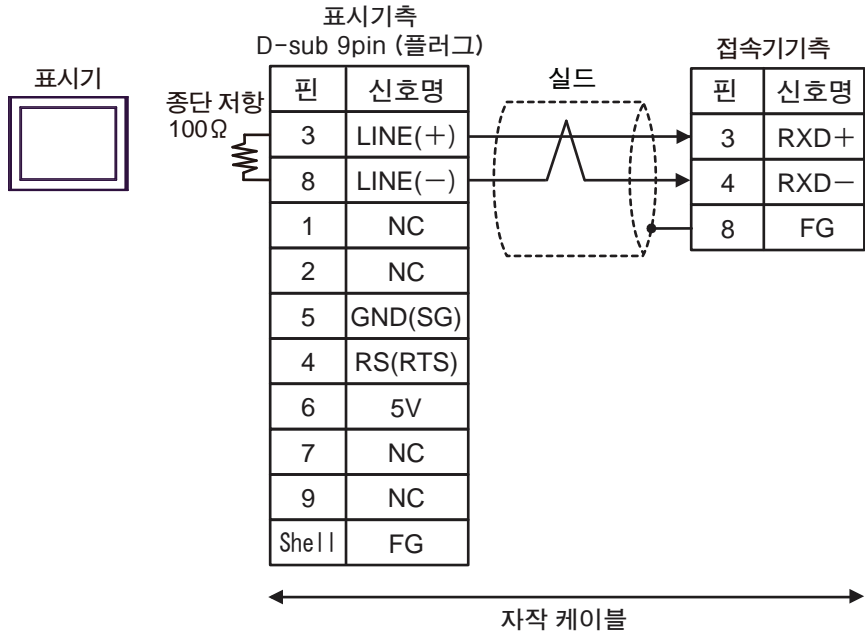 표시기측
D-sub 9pin (플러그)
접속기기측
표시기
종단 저항
100Ω
실드
핀 신호명
3 LINE(+)
8 LINE(−)
1 NC
2 NC
5 GND(SG)
4 RS(RTS)
6 5V
7 NC
9 NC
Shell FG
핀 신호명
3 RXD+
4 RXD−
8 FG
자작 케이블